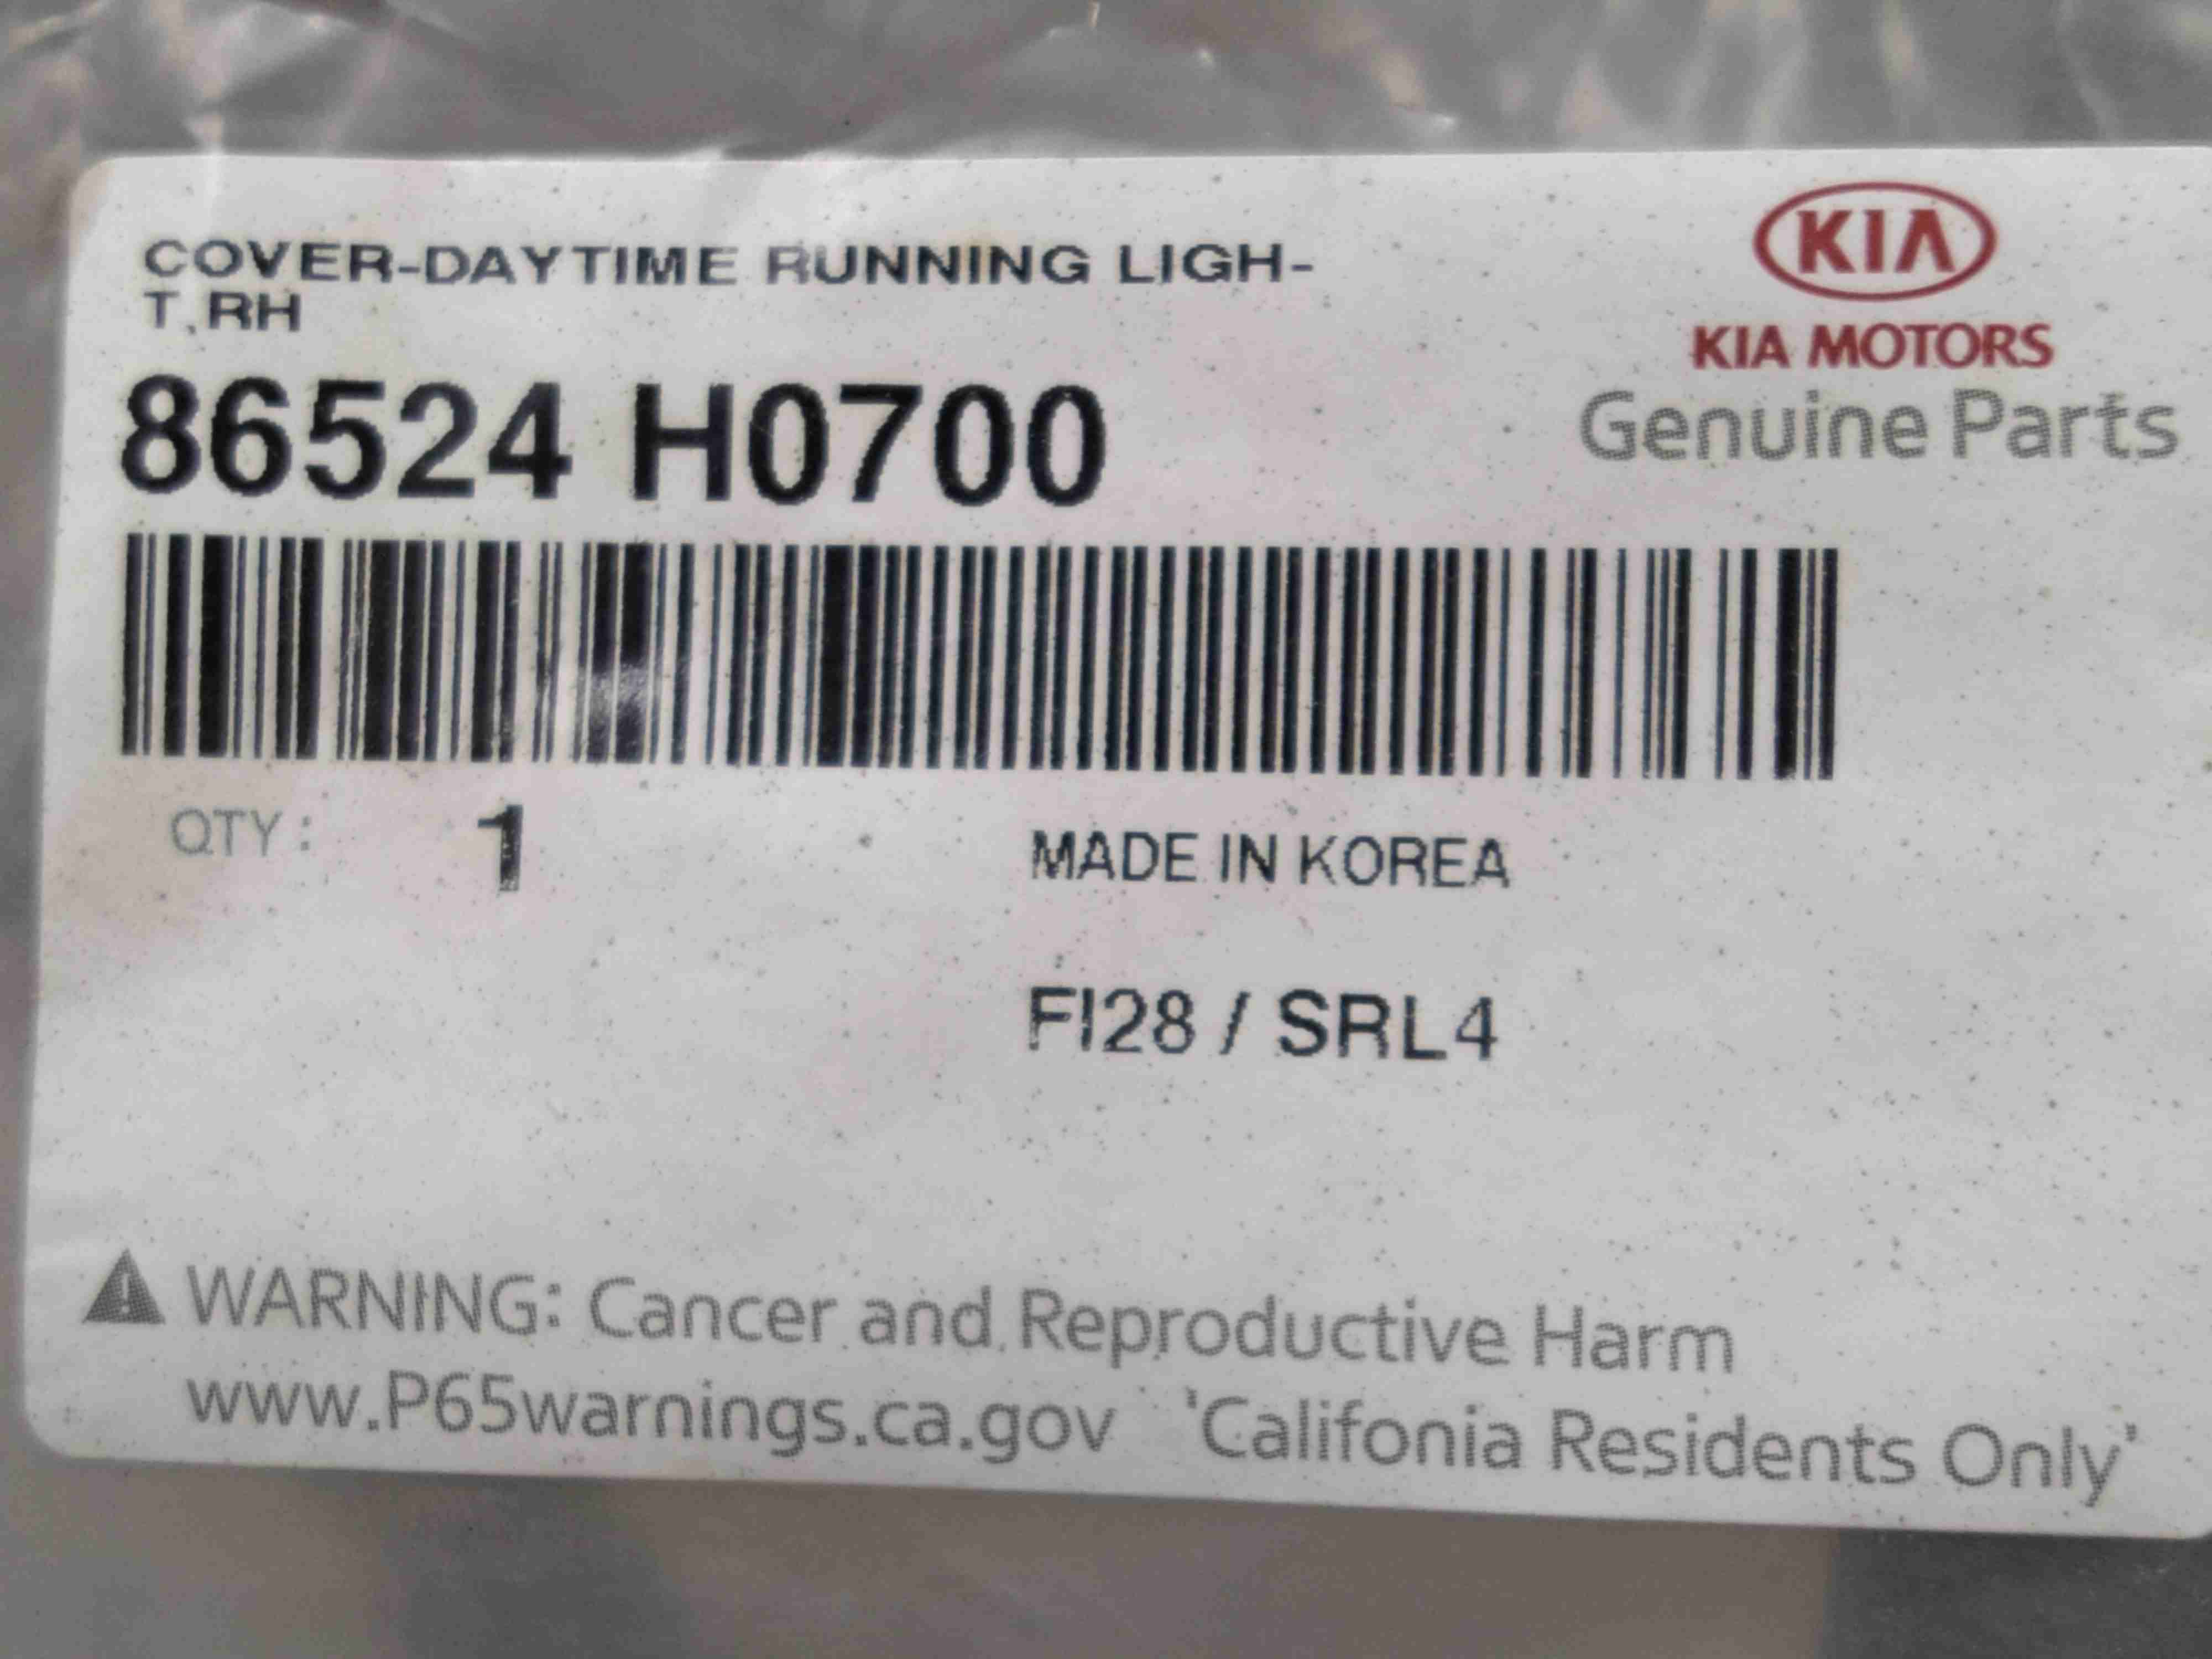 COVER-DAYTIME RUNNING LIGH-
T,RH
86524 H0700
KIA
KIA MOTORS
Genuine Parts
QTY : 1
MADE IN KOREA
FI28 / SRL4
WARNING: Cancer and Reproductive Harm
www.P65warnings.ca.gov 'Califonia Residents Only'